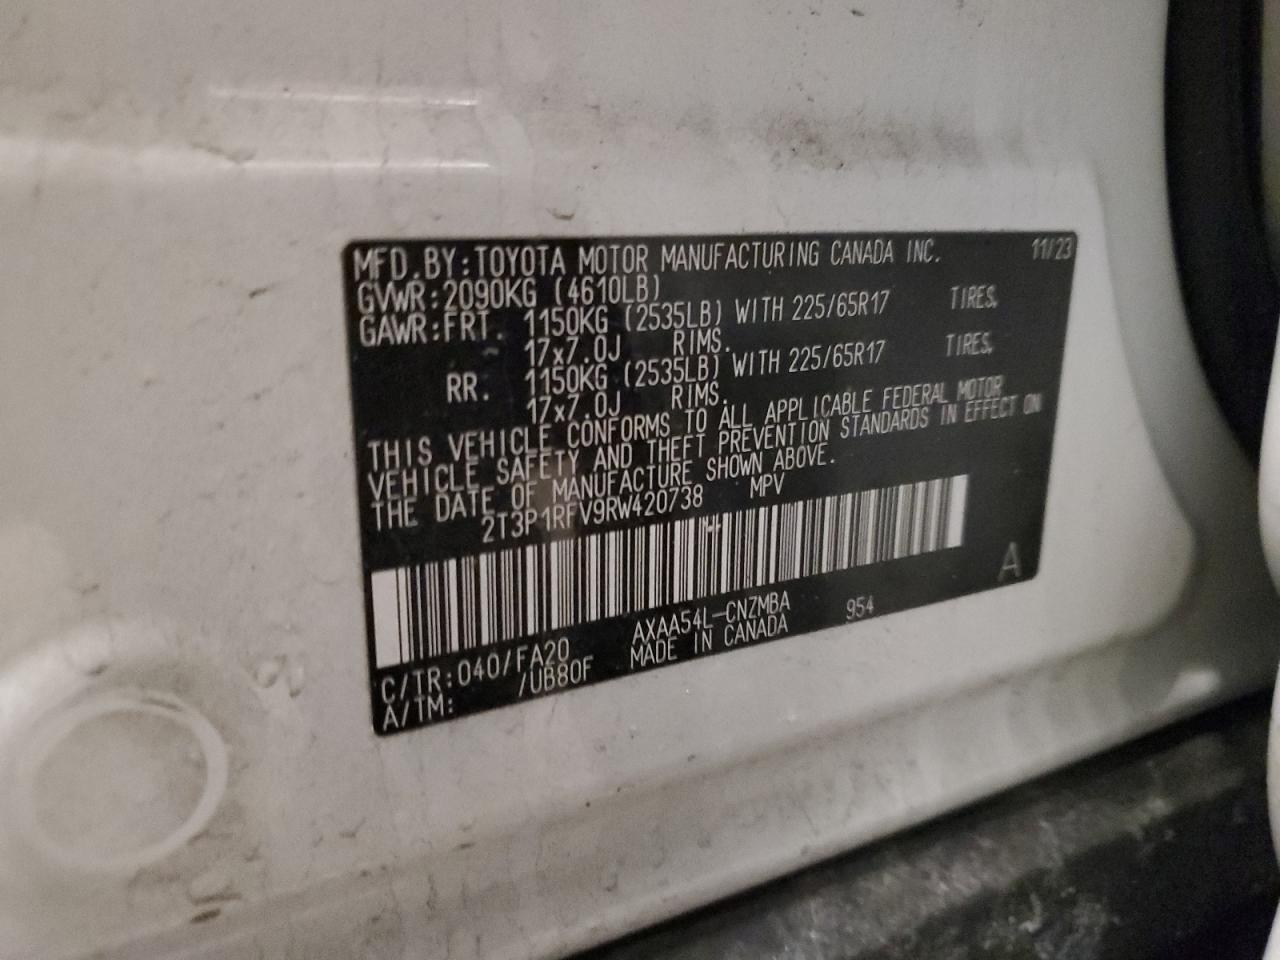 MFD.BY:TOYOTA MOTOR MANUFACTURING CANADA INC. 11/23
GVWR:2090KG (4610LB)
GAWR:FRT. 1150KG (2535LB) WITH 225/65R17 TIRES,
17x7.0J RIMS.
RR. 1150KG (2535LB) WITH 225/65R17 TIRES,
17x7.0J RIMS.
THIS VEHICLE CONFORMS TO ALL APPLICABLE FEDERAL MOTOR
VEHICLE SAFETY AND THEFT PREVENTION STANDARDS IN EFFECT ON
THE DATE OF MANUFACTURE SHOWN ABOVE.
2T3P1RFV9RW420738 MPV
A
C/TR:040/FA20 AXAA54L-CNZMBA 954
A/TM: /UB80F MADE IN CANADA